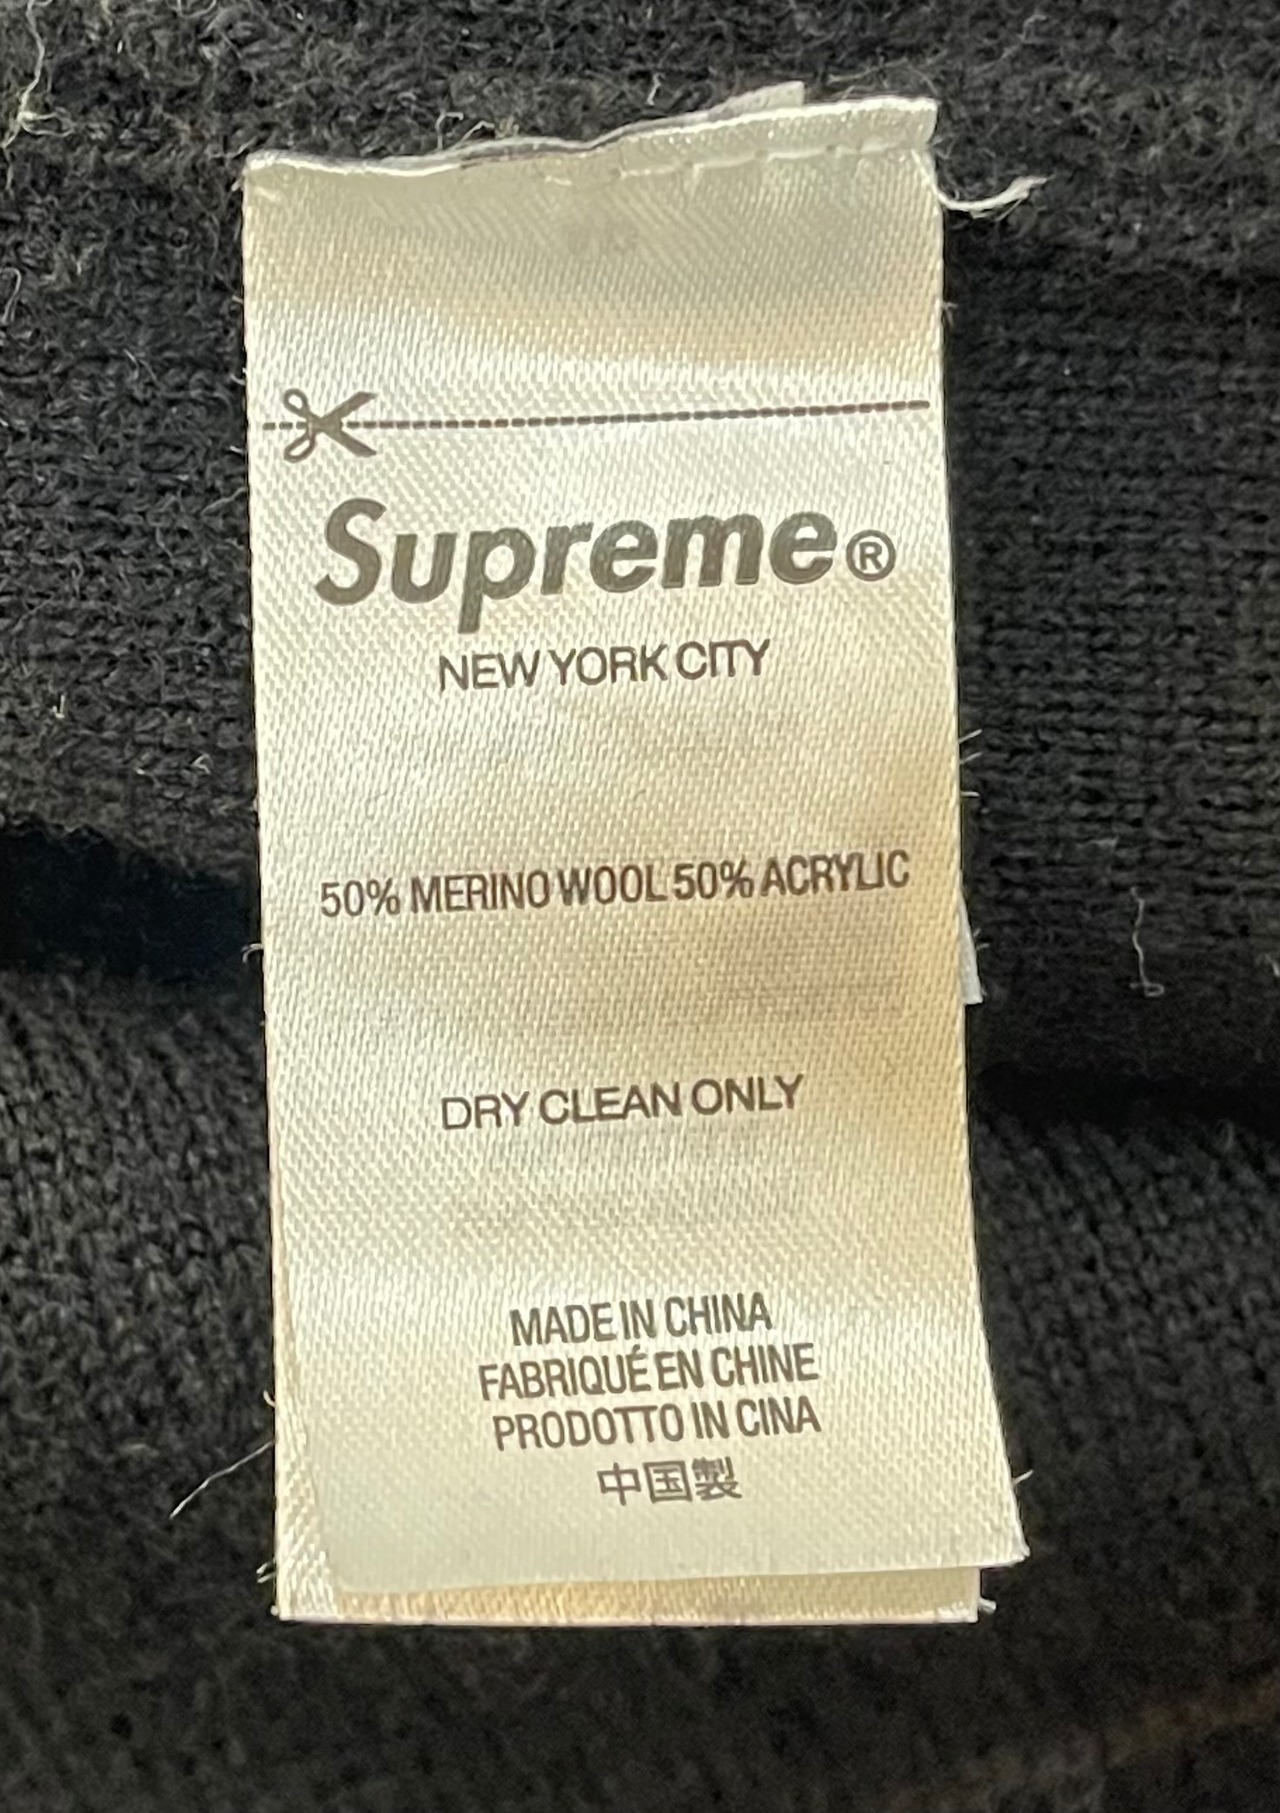 Supreme®
NEW YORK CITY
50% MERINO WOOL 50% ACRYLIC
DRY CLEAN ONLY
MADE IN CHINA
FABRIQUÉ EN CHINE
PRODOTTO IN CINA
中国製